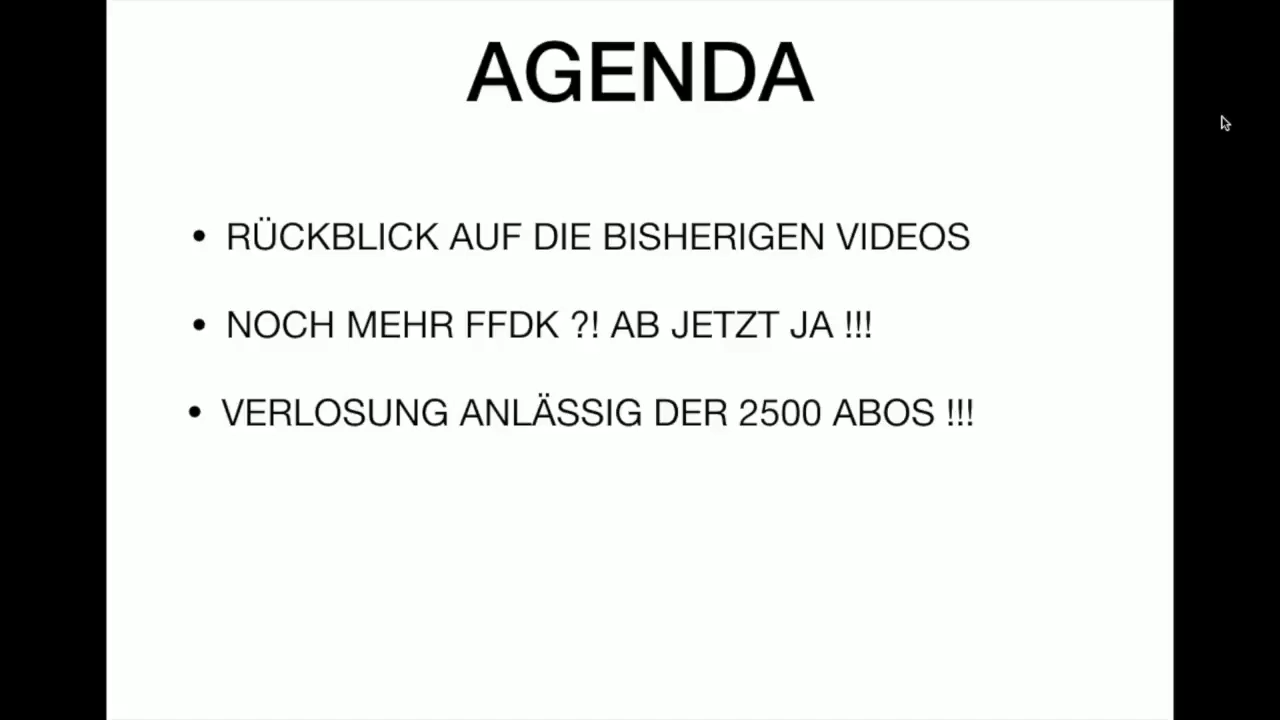 AGENDA
• RÜCKBLICK AUF DIE BISHERIGEN VIDEOS
• NOCH MEHR FFDK ?! AB JETZT JA !!!
• VERLOSUNG ANLÄSSIG DER 2500 ABOS !!!